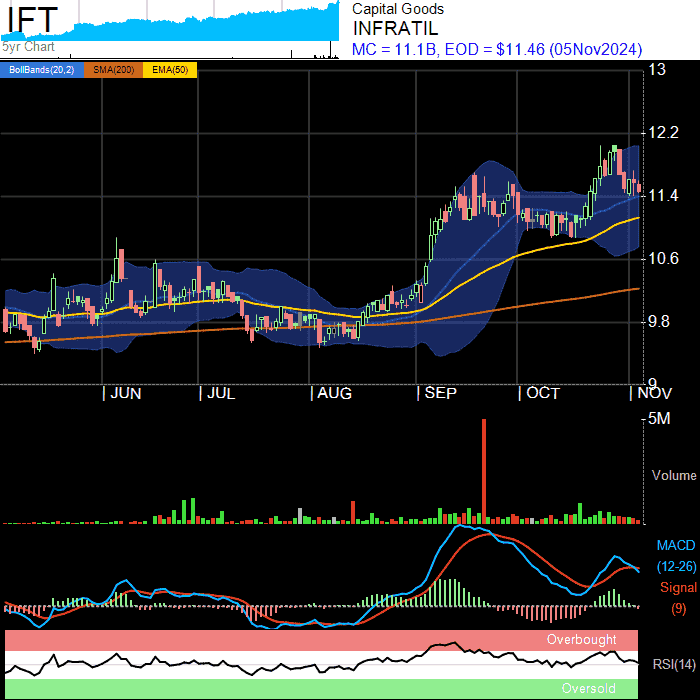 IFT
5yr Chart
Capital Goods
INFRATIL
MC = 11.1B, EOD = $11.46 (05Nov2024)
BollBands(20,2) SMA(200) EMA(50)
13
12.2
11.4
10.6
9.8
9
JUN JUL AUG SEP OCT NOV
5M
Volume
MACD
(12-26)
Signal
(9)
Overbought
RSI(14)
Oversold